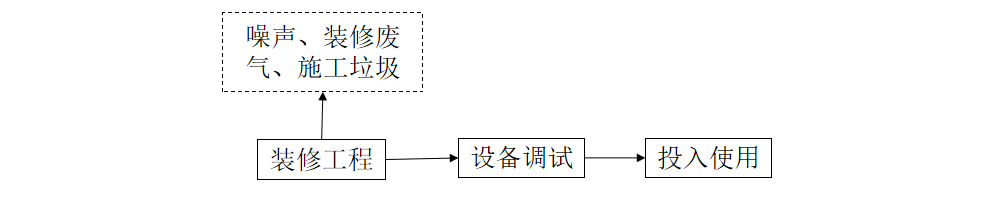 噪声、装修废
气、施工垃圾
装修工程
设备调试
投入使用